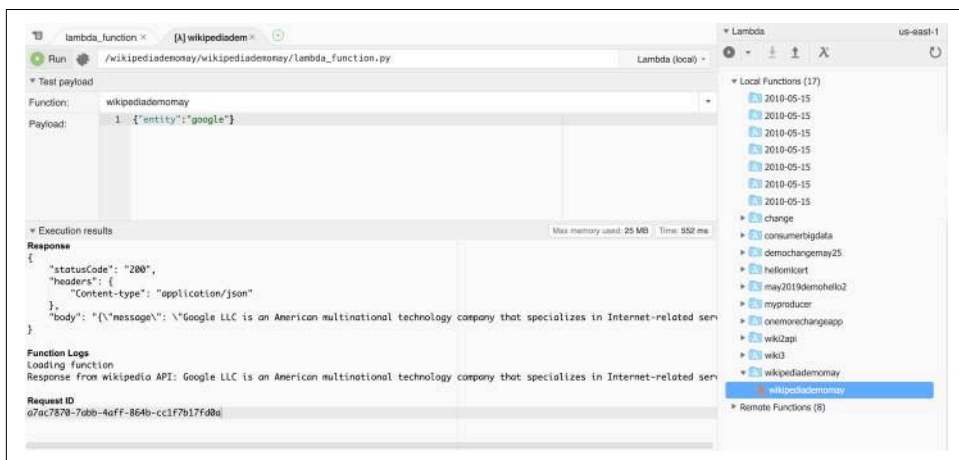 lambda_function ×
[λ] wikipediadem ×
Run
/wikipediademomay/wikipediademomay/lambda_function.py
Lambda (local)
Test payload
Function:
wikipediademomay
Payload:
1 {"entity":"google"}
Execution results
Max memory used: 25 MB
Time: 552 ms
Response
{
"statusCode": "200",
"headers": {
"Content-type": "application/json"
},
"body": "{\"message\": \"Google LLC is an American multinational technology company that specializes in Internet-related serv
}
Function Logs
Loading function
Response from wikipedia API: Google LLC is an American multinational technology company that specializes in Internet-related serv
Request ID
a7ac7870-7abb-4aff-864b-cc1f7b17fd0a
Lambda
us-east-1
Local Functions (17)
2010-05-15
2010-05-15
2010-05-15
2010-05-15
2010-05-15
2010-05-15
2010-05-15
change
consumerbigdata
demochangemay25
hellomlcert
may2019demohello2
myproducer
onemorechangeapp
wiki2api
wiki3
wikipediademomay
wikipediademomay
Remote Functions (8)